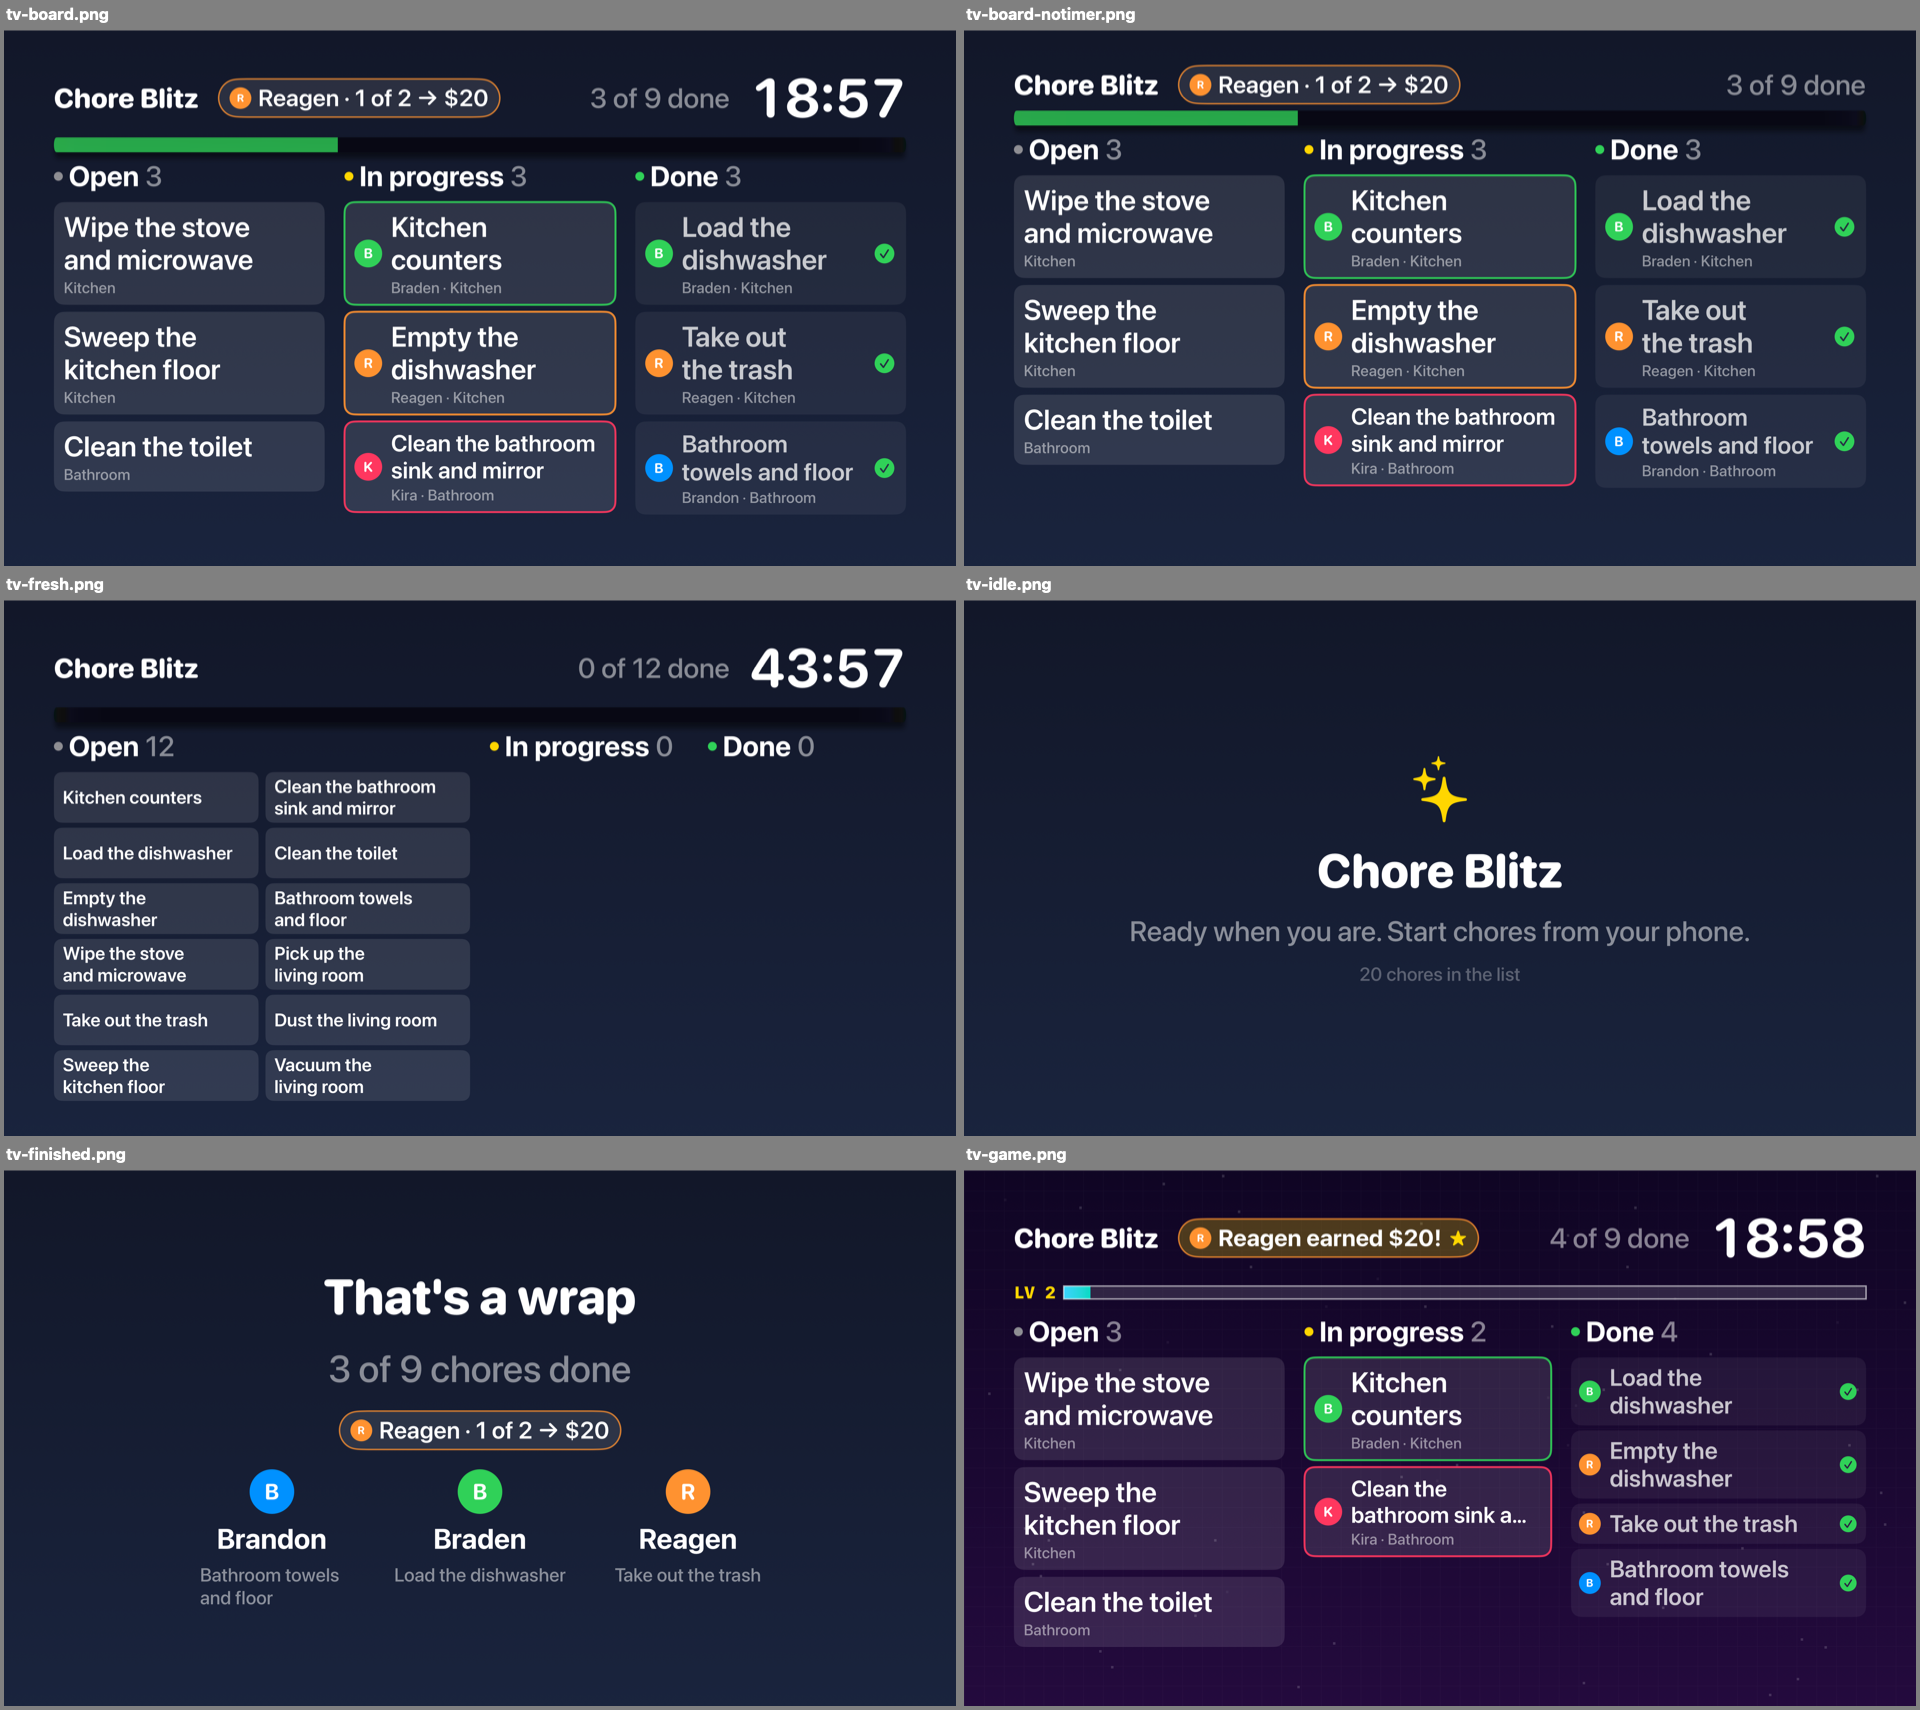 tv-board.png
Chore Blitz
R Reagen · 1 of 2 → $20
3 of 9 done
18:57
Open 3
Wipe the stove
and microwave
Kitchen
Sweep the
kitchen floor
Kitchen
Clean the toilet
Bathroom
In progress 3
B
Kitchen
counters
Braden · Kitchen
R
Empty the
dishwasher
Reagen · Kitchen
K
Clean the bathroom
sink and mirror
Kira · Bathroom
Done 3
B
Load the
dishwasher
Braden · Kitchen
R
Take out
the trash
Reagen · Kitchen
B
Bathroom
towels and floor
Brandon · Bathroom
tv-board-notimer.png
Chore Blitz
R Reagen · 1 of 2 → $20
3 of 9 done
Open 3
Wipe the stove
and microwave
Kitchen
Sweep the
kitchen floor
Kitchen
Clean the toilet
Bathroom
In progress 3
B
Kitchen
counters
Braden · Kitchen
R
Empty the
dishwasher
Reagen · Kitchen
K
Clean the bathroom
sink and mirror
Kira · Bathroom
Done 3
B
Load the
dishwasher
Braden · Kitchen
R
Take out
the trash
Reagen · Kitchen
B
Bathroom
towels and floor
Brandon · Bathroom
tv-fresh.png
Chore Blitz
0 of 12 done
43:57
Open 12
Kitchen counters
Load the dishwasher
Empty the
dishwasher
Wipe the stove
and microwave
Take out the trash
Sweep the
kitchen floor
Clean the bathroom
sink and mirror
Clean the toilet
Bathroom towels
and floor
Pick up the
living room
Dust the living room
Vacuum the
living room
In progress 0
Done 0
tv-idle.png
Chore Blitz
Ready when you are. Start chores from your phone.
20 chores in the list
tv-finished.png
That's a wrap
3 of 9 chores done
R Reagen · 1 of 2 → $20
B
Brandon
Bathroom towels
and floor
B
Braden
Load the dishwasher
R
Reagen
Take out the trash
tv-game.png
Chore Blitz
R Reagen earned $20! ★
4 of 9 done
18:58
LV 2
Open 3
Wipe the stove
and microwave
Kitchen
Sweep the
kitchen floor
Kitchen
Clean the toilet
Bathroom
In progress 2
B
Kitchen
counters
Braden · Kitchen
K
Clean the
bathroom sink a...
Kira · Bathroom
Done 4
B
Load the
dishwasher
R
Empty the
dishwasher
R
Take out the trash
B
Bathroom towels
and floor